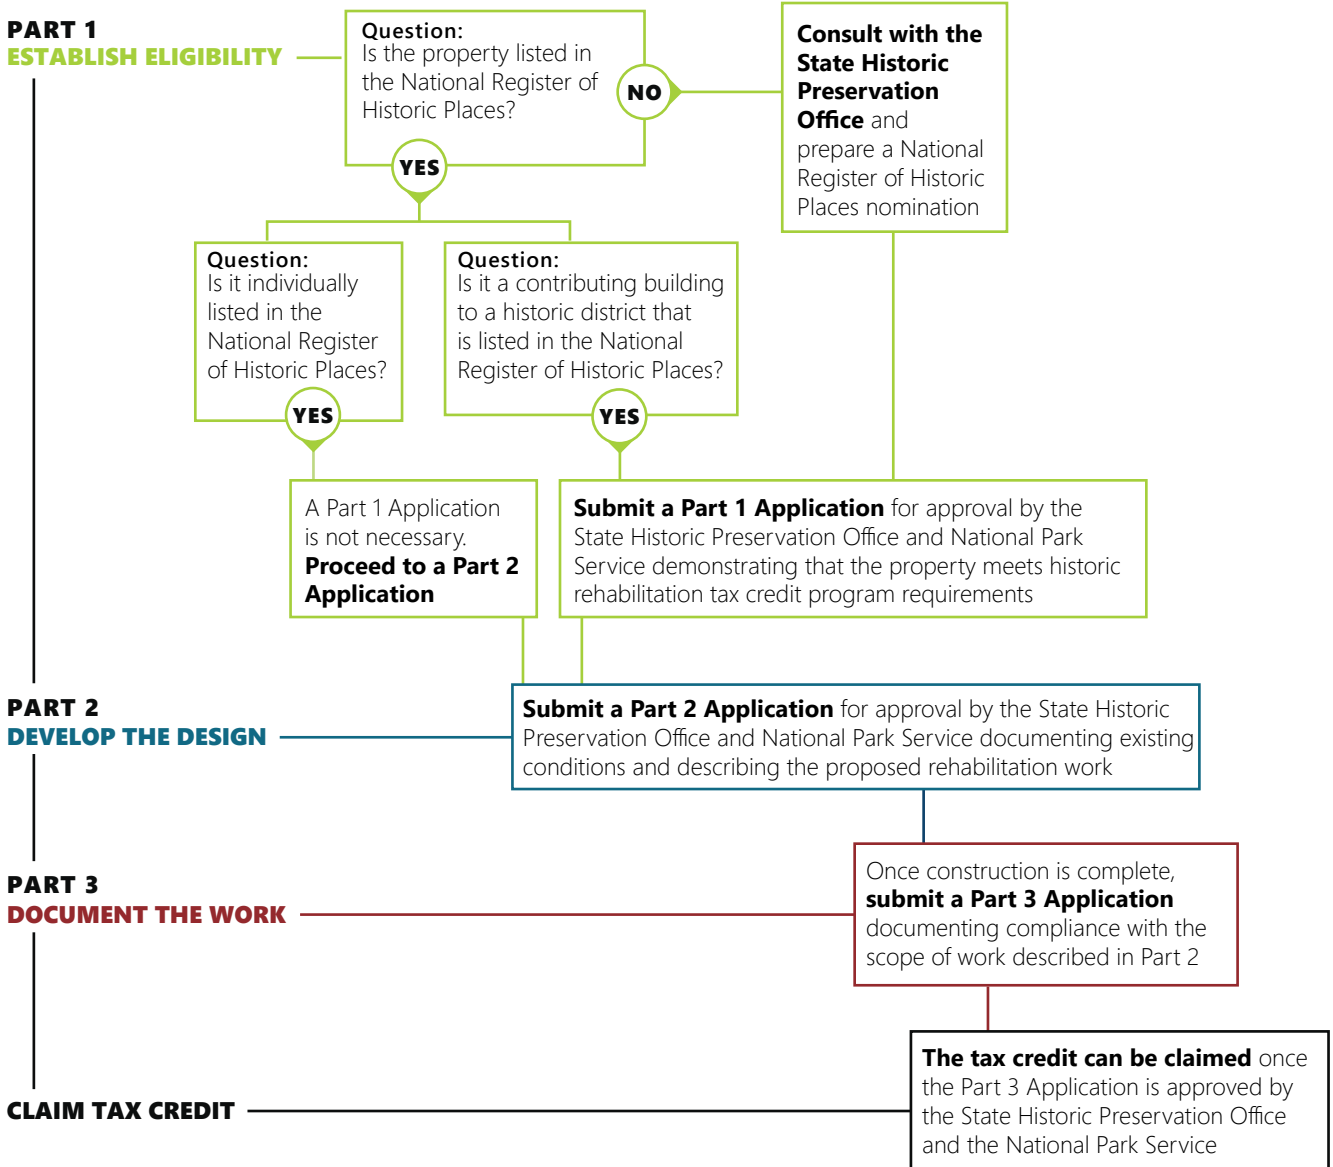 PART 1
ESTABLISH ELIGIBILITY
Question:
Is the property listed in
the National Register of
Historic Places?
NO
YES
Consult with the
State Historic
Preservation
Office and
prepare a National
Register of Historic
Places nomination
Question:
Is it individually
listed in the
National Register
of Historic Places?
YES
Question:
Is it a contributing building
to a historic district that
is listed in the National
Register of Historic Places?
YES
A Part 1 Application
is not necessary.
Proceed to a Part 2
Application
Submit a Part 1 Application for approval by the
State Historic Preservation Office and National Park
Service demonstrating that the property meets historic
rehabilitation tax credit program requirements
PART 2
DEVELOP THE DESIGN
Submit a Part 2 Application for approval by the State Historic
Preservation Office and National Park Service documenting existing
conditions and describing the proposed rehabilitation work
PART 3
DOCUMENT THE WORK
Once construction is complete,
submit a Part 3 Application
documenting compliance with the
scope of work described in Part 2
CLAIM TAX CREDIT
The tax credit can be claimed once
the Part 3 Application is approved by
the State Historic Preservation Office
and the National Park Service